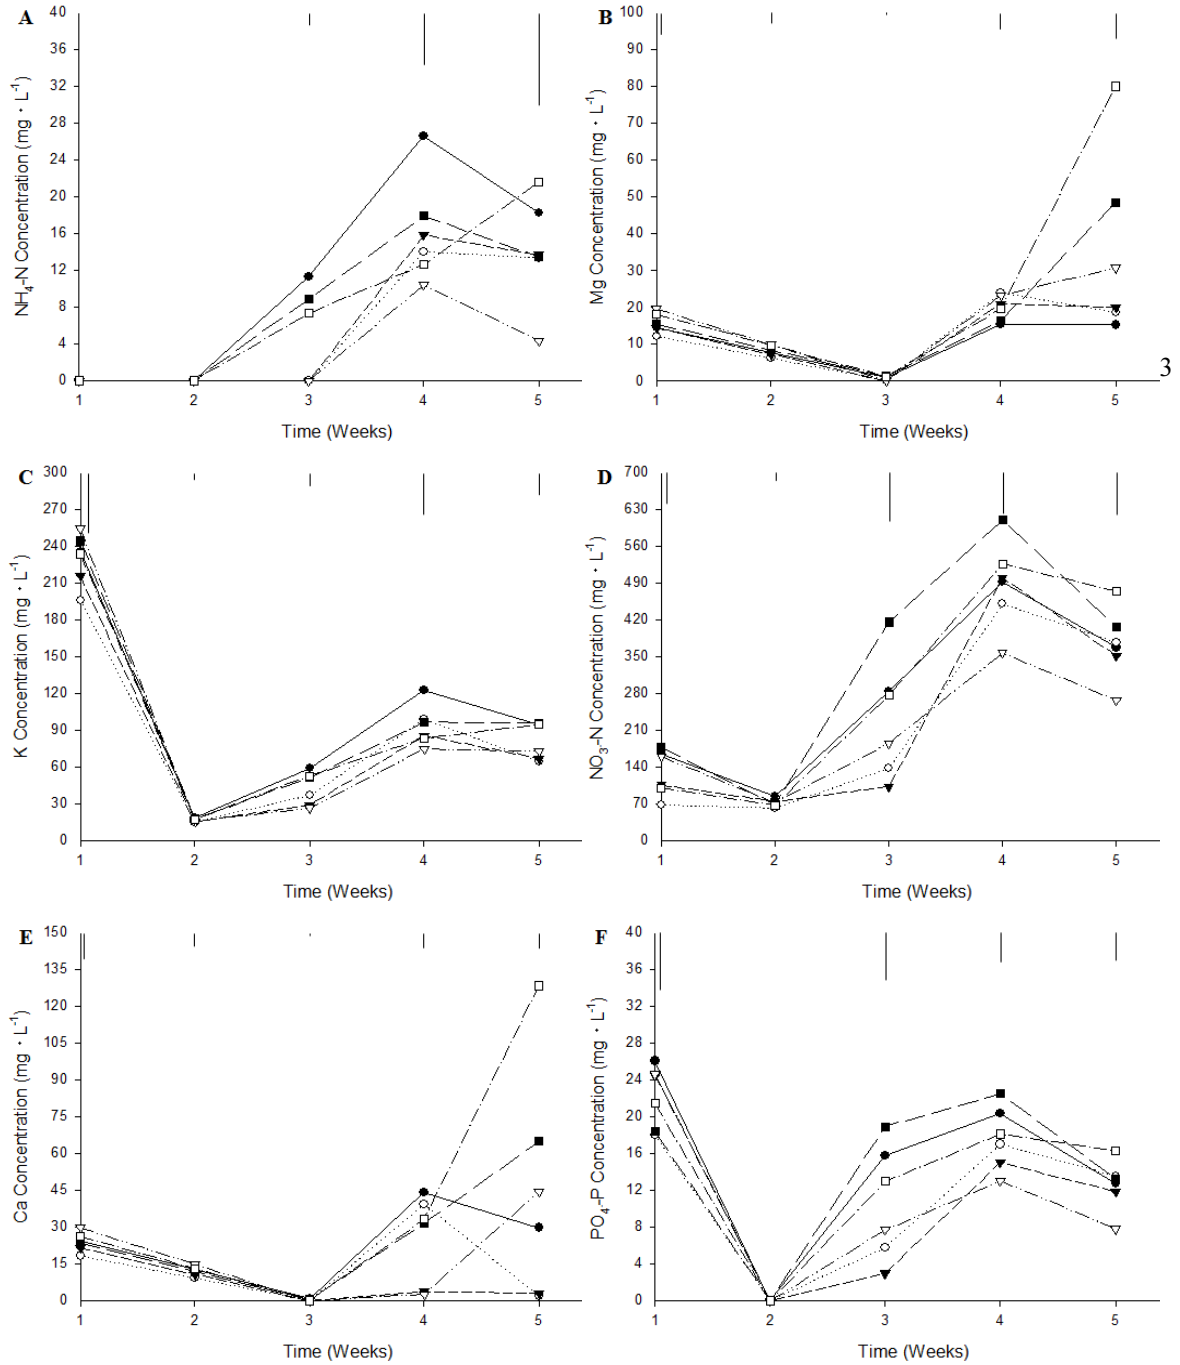 A
40
36
32
28
24
20
16
12
8
4
0
NH₄-N Concentration (mg · L⁻¹)
1 2 3 4 5
Time (Weeks)
B
100
90
80
70
60
50
40
30
20
10
0
Mg Concentration (mg · L⁻¹)
1 2 3 4 5
Time (Weeks)
3
C
300
270
240
210
180
150
120
90
60
30
0
K Concentration (mg · L⁻¹)
1 2 3 4 5
Time (Weeks)
D
700
630
560
490
420
350
280
210
140
70
0
NO₃-N Concentration (mg · L⁻¹)
1 2 3 4 5
Time (Weeks)
E
150
135
120
105
90
75
60
45
30
15
0
Ca Concentration (mg · L⁻¹)
1 2 3 4 5
Time (Weeks)
F
40
36
32
28
24
20
16
12
8
4
0
PO₄-P Concentration (mg · L⁻¹)
1 2 3 4 5
Time (Weeks)